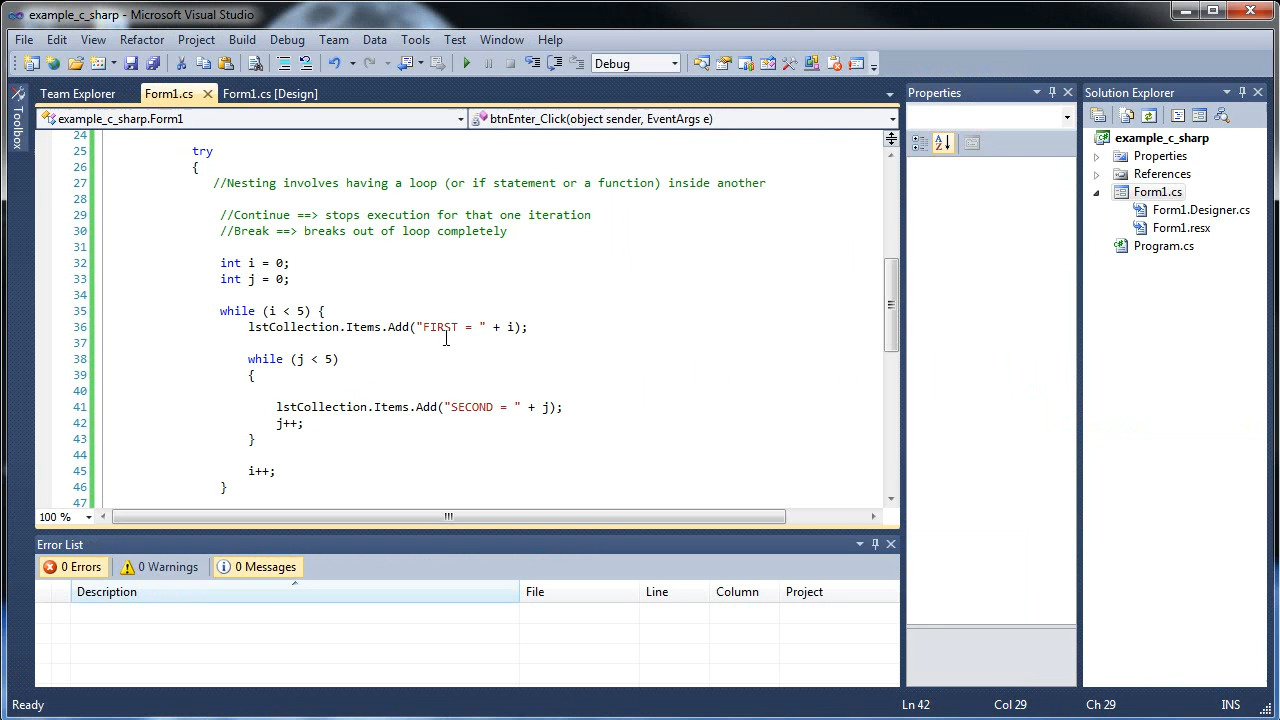 example_c_sharp - Microsoft Visual Studio
File Edit View Refactor Project Build Debug Team Data Tools Test Window Help
Debug
Toolbox
Team Explorer Form1.cs Form1.cs [Design]
example_c_sharp.Form1 btnEnter_Click(object sender, EventArgs e)
24
25 try
26 {
27 //Nesting involves having a loop (or if statement or a function) inside another
28
29 //Continue ==> stops execution for that one iteration
30 //Break ==> breaks out of loop completely
31
32 int i = 0;
33 int j = 0;
34
35 while (i < 5) {
36 lstCollection.Items.Add("FIRST = " + i);
37
38 while (j < 5)
39 {
40
41 lstCollection.Items.Add("SECOND = " + j);
42 j++;
43 }
44
45 i++;
46 }
47
100 %
Error List
0 Errors 0 Warnings 0 Messages
Description File Line Column Project
Properties
Solution Explorer
example_c_sharp
Properties
References
Form1.cs
Form1.Designer.cs
Form1.resx
Program.cs
Ready Ln 42 Col 29 Ch 29 INS